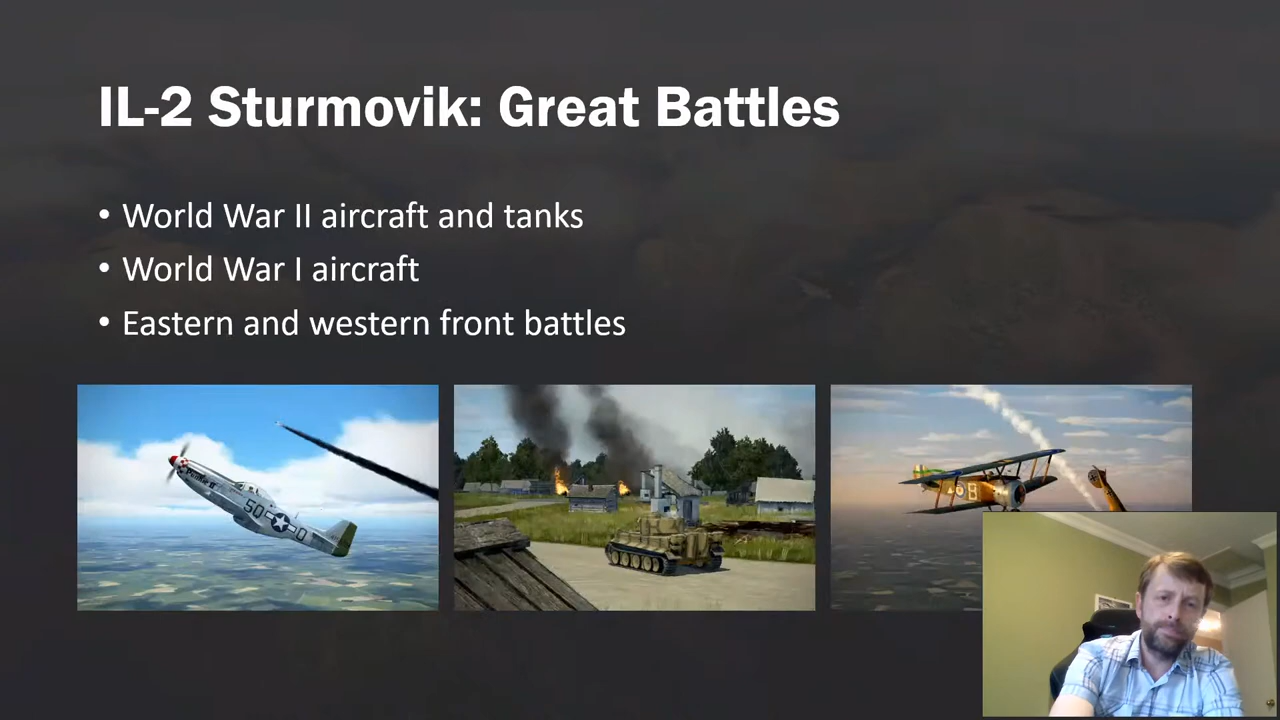 IL-2 Sturmovik: Great Battles
• World War II aircraft and tanks
• World War I aircraft
• Eastern and western front battles
B